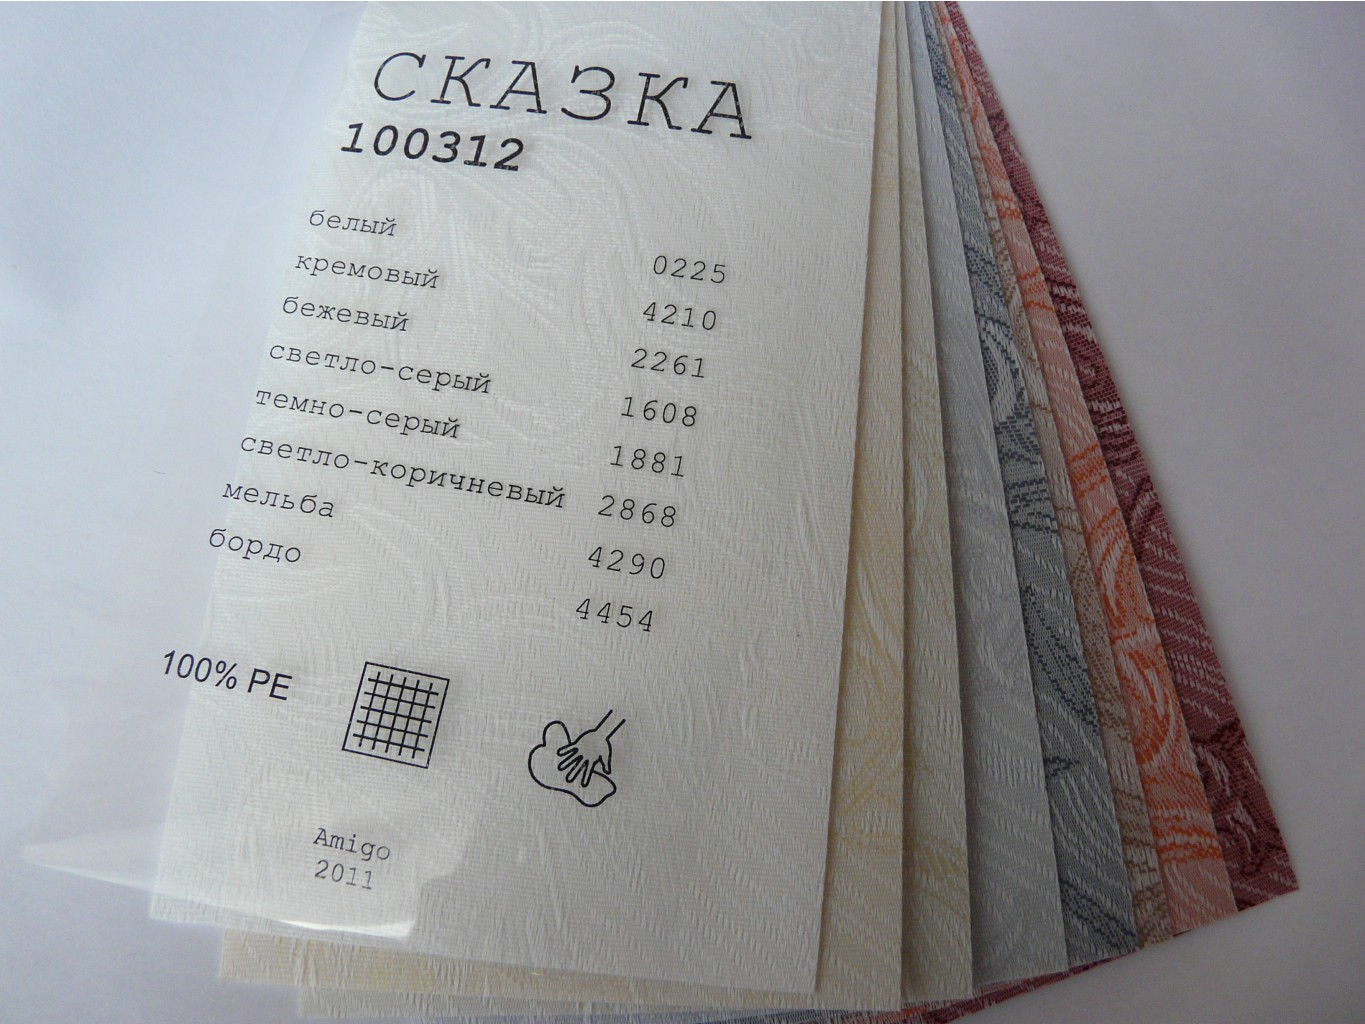 СКАЗКА
100312
белый 0225
кремовый 4210
бежевый 2261
светло-серый 1608
темно-серый 1881
светло-коричневый 2868
мельба 4290
бордо 4454
100% PE
Amigo
2011